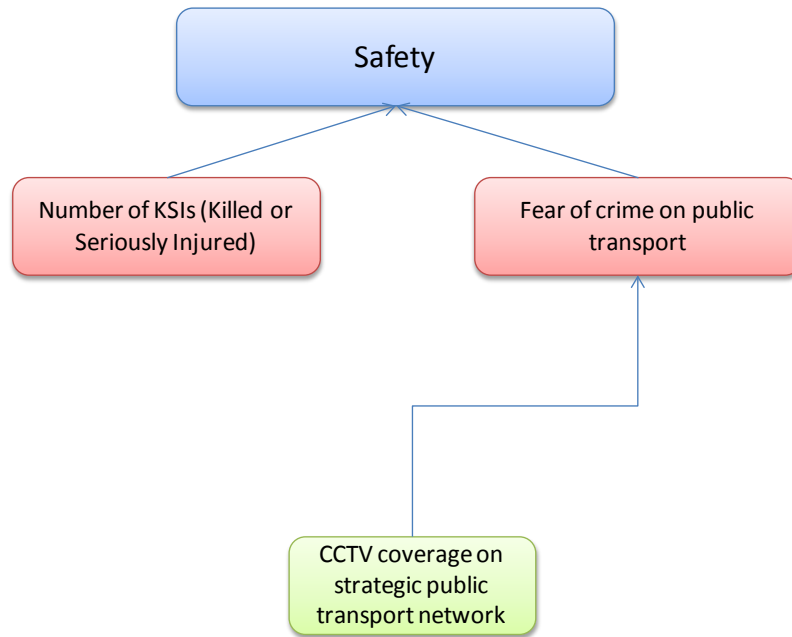 Safety
Number of KSIs (Killed or
Seriously Injured)
Fear of crime on public
transport
CCTV coverage on
strategic public
transport network